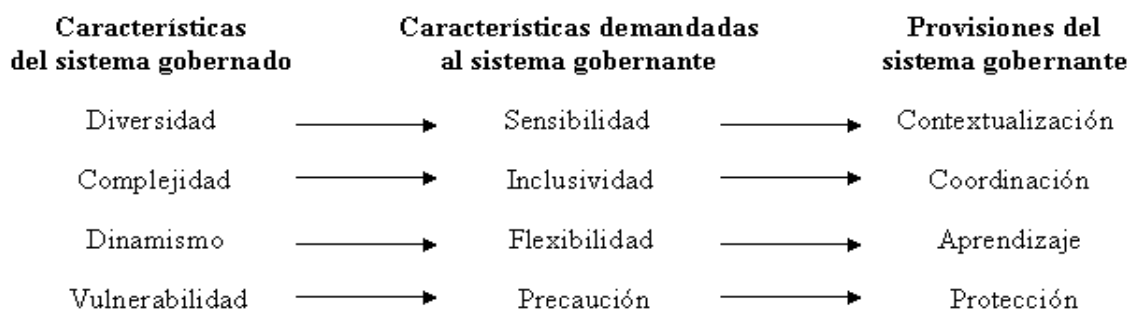 Características del sistema gobernado
Características demandadas al sistema gobernante
Provisiones del sistema gobernante
Diversidad Sensibilidad Contextualización
Complejidad Inclusividad Coordinación
Dinamismo Flexibilidad Aprendizaje
Vulnerabilidad Precaución Protección